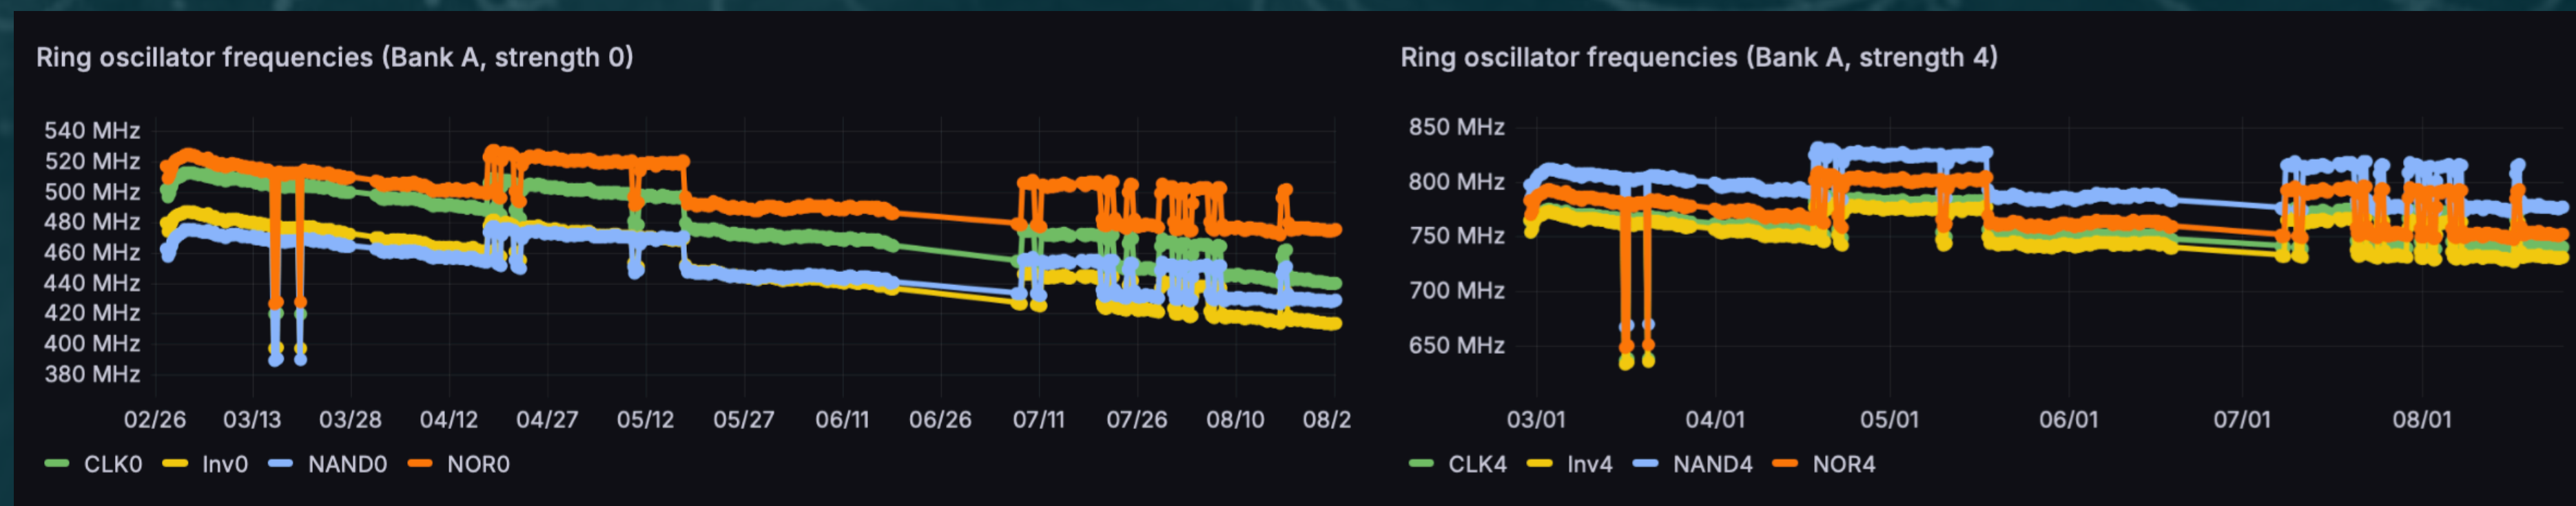 Ring oscillator frequencies (Bank A, strength 0)
540 MHz
520 MHz
500 MHz
480 MHz
460 MHz
440 MHz
420 MHz
400 MHz
380 MHz
02/26 03/13 03/28 04/12 04/27 05/12 05/27 06/11 06/26 07/11 07/26 08/10 08/2
CLK0 Inv0 NAND0 NOR0
Ring oscillator frequencies (Bank A, strength 4)
850 MHz
800 MHz
750 MHz
700 MHz
650 MHz
03/01 04/01 05/01 06/01 07/01 08/01
CLK4 Inv4 NAND4 NOR4